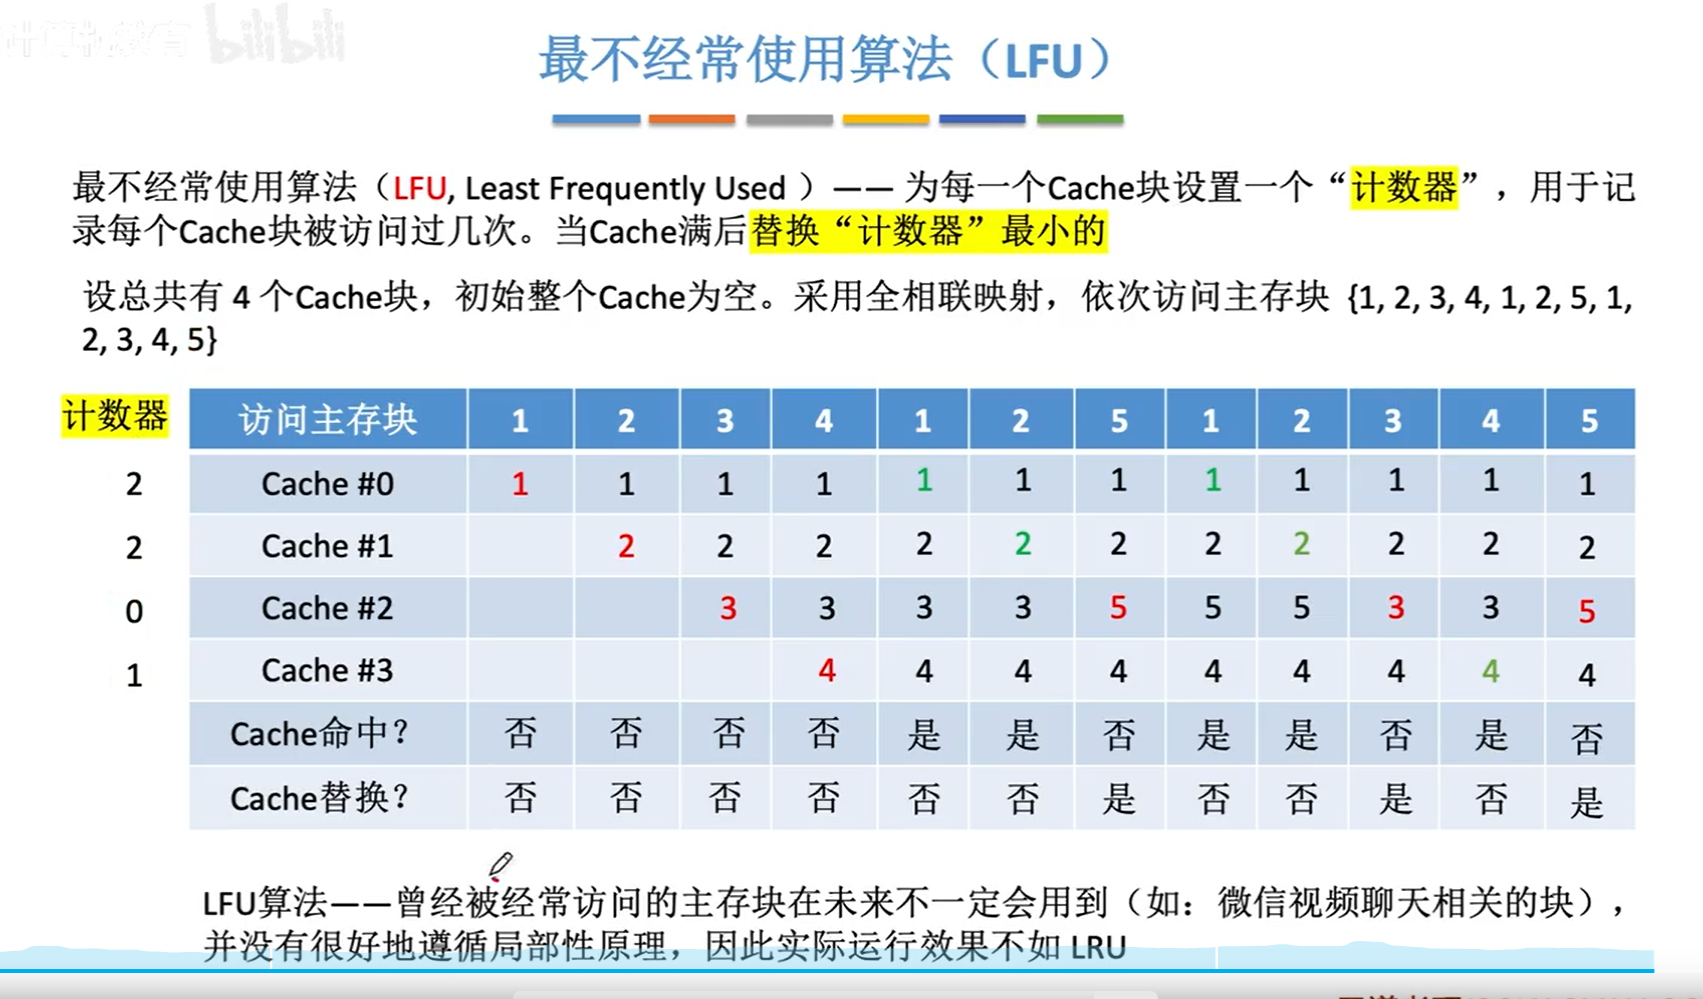 计算机教育 bilibili
最不经常使用算法（LFU）
最不经常使用算法（LFU, Least Frequently Used ）—— 为每一个Cache块设置一个“计数器”，用于记
录每个Cache块被访问过几次。当Cache满后替换“计数器”最小的
设总共有 4 个Cache块，初始整个Cache为空。采用全相联映射，依次访问主存块 {1, 2, 3, 4, 1, 2, 5, 1,
2, 3, 4, 5}
计数器 访问主存块 1 2 3 4 1 2 5 1 2 3 4 5
2 Cache #0 1 1 1 1 1 1 1 1 1 1 1 1
2 Cache #1 2 2 2 2 2 2 2 2 2 2 2
0 Cache #2 3 3 3 3 5 5 5 3 3 5
1 Cache #3 4 4 4 4 4 4 4 4 4
Cache命中？ 否 否 否 否 是 是 否 是 是 否 是 否
Cache替换？ 否 否 否 否 否 否 是 否 否 是 否 是
LFU算法——曾经被经常访问的主存块在未来不一定会用到（如：微信视频聊天相关的块），
并没有很好地遵循局部性原理，因此实际运行效果不如 LRU